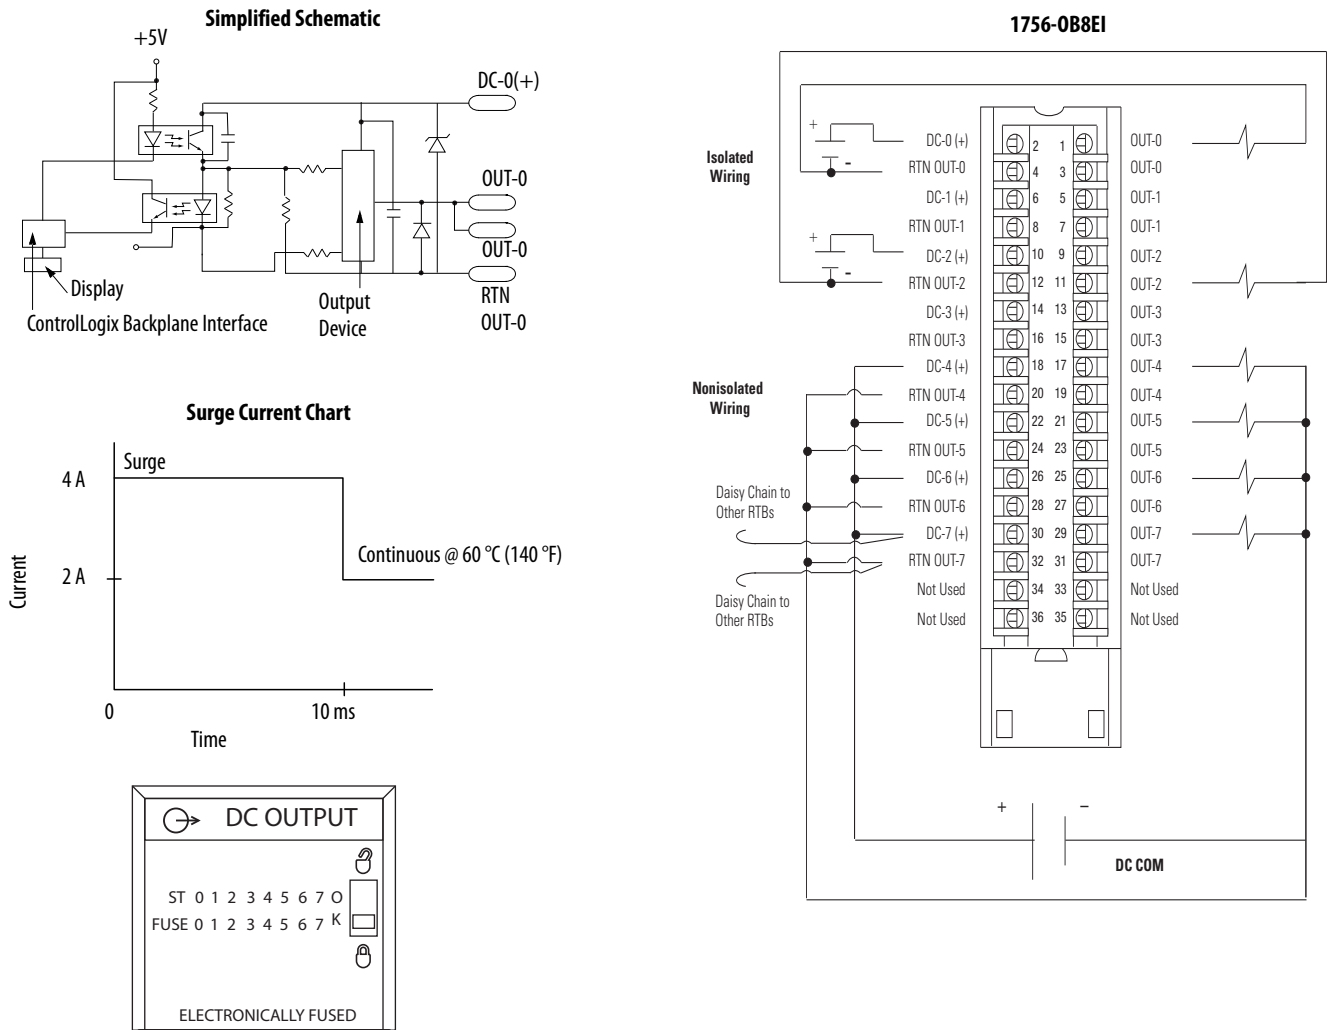 Simplified Schematic
+5V
DC-0(+)
OUT-0
OUT-0
RTN
OUT-0
Display
ControlLogix Backplane Interface
Output
Device
Surge Current Chart
Surge
4 A
2 A
Continuous @ 60 °C (140 °F)
Current
0
10 ms
Time
DC OUTPUT
ST 0 1 2 3 4 5 6 7 O
FUSE 0 1 2 3 4 5 6 7 K
ELECTRONICALLY FUSED
1756-OB8EI
Isolated
Wiring
Nonisolated
Wiring
Daisy Chain to
Other RTBs
Daisy Chain to
Other RTBs
+
-
+
-
DC-0 (+) 2 1 OUT-0
RTN OUT-0 4 3 OUT-0
DC-1 (+) 6 5 OUT-1
RTN OUT-1 8 7 OUT-1
DC-2 (+) 10 9 OUT-2
RTN OUT-2 12 11 OUT-2
DC-3 (+) 14 13 OUT-3
RTN OUT-3 16 15 OUT-3
DC-4 (+) 18 17 OUT-4
RTN OUT-4 20 19 OUT-4
DC-5 (+) 22 21 OUT-5
RTN OUT-5 24 23 OUT-5
DC-6 (+) 26 25 OUT-6
RTN OUT-6 28 27 OUT-6
DC-7 (+) 30 29 OUT-7
RTN OUT-7 32 31 OUT-7
Not Used 34 33 Not Used
Not Used 36 35 Not Used
+ –
DC COM